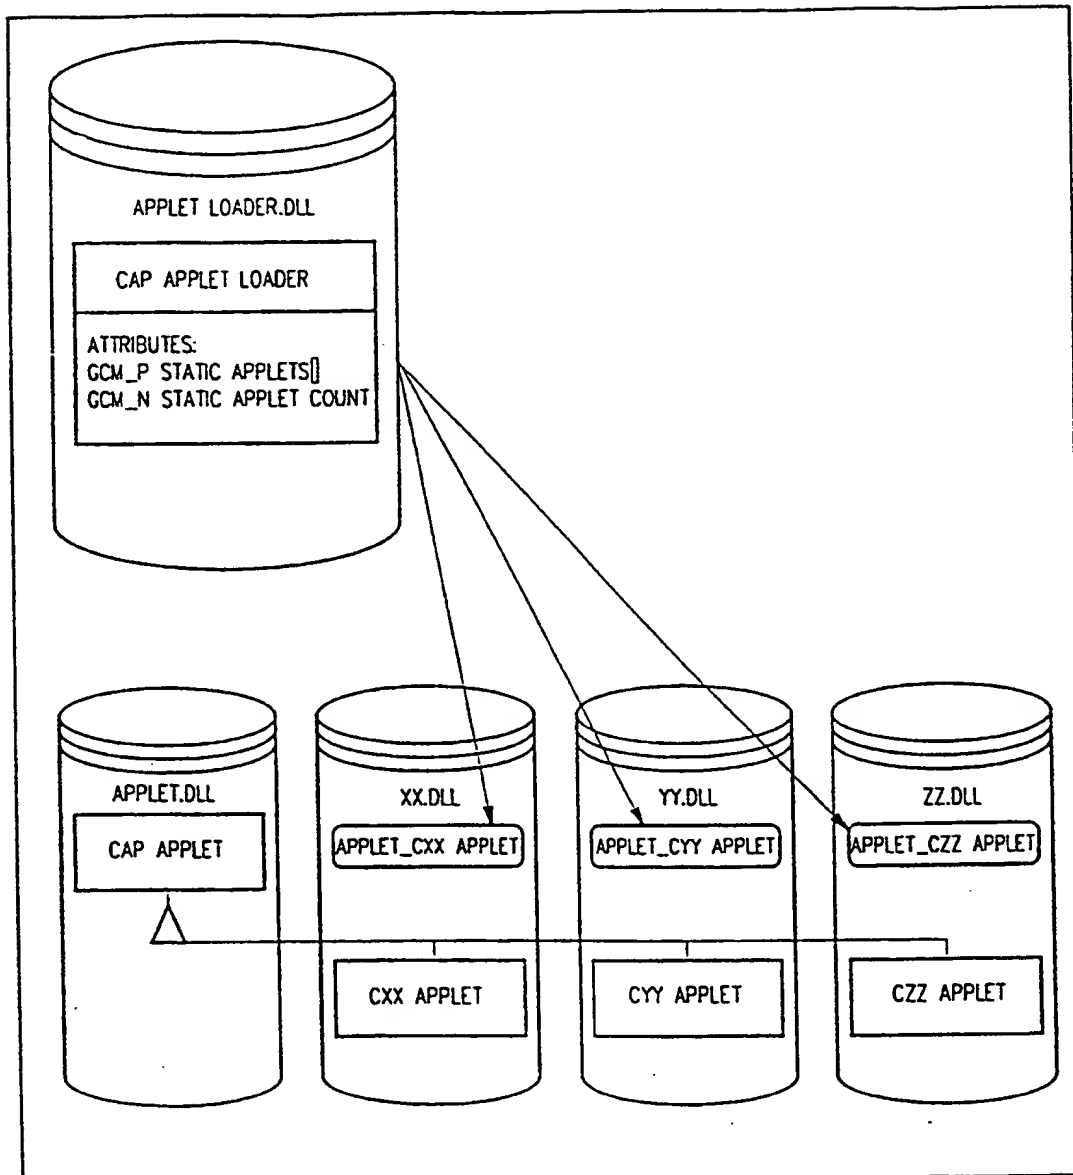 APPLET LOADER.DLL
CAP APPLET LOADER
ATTRIBUTES:
GCM_P STATIC APPLETS[]
GCM_N STATIC APPLET COUNT
APPLET.DLL
CAP APPLET
XX.DLL
APPLET_CXX APPLET
YY.DLL
APPLET_CYY APPLET
ZZ.DLL
APPLET_CZZ APPLET
CXX APPLET
CYY APPLET
CZZ APPLET